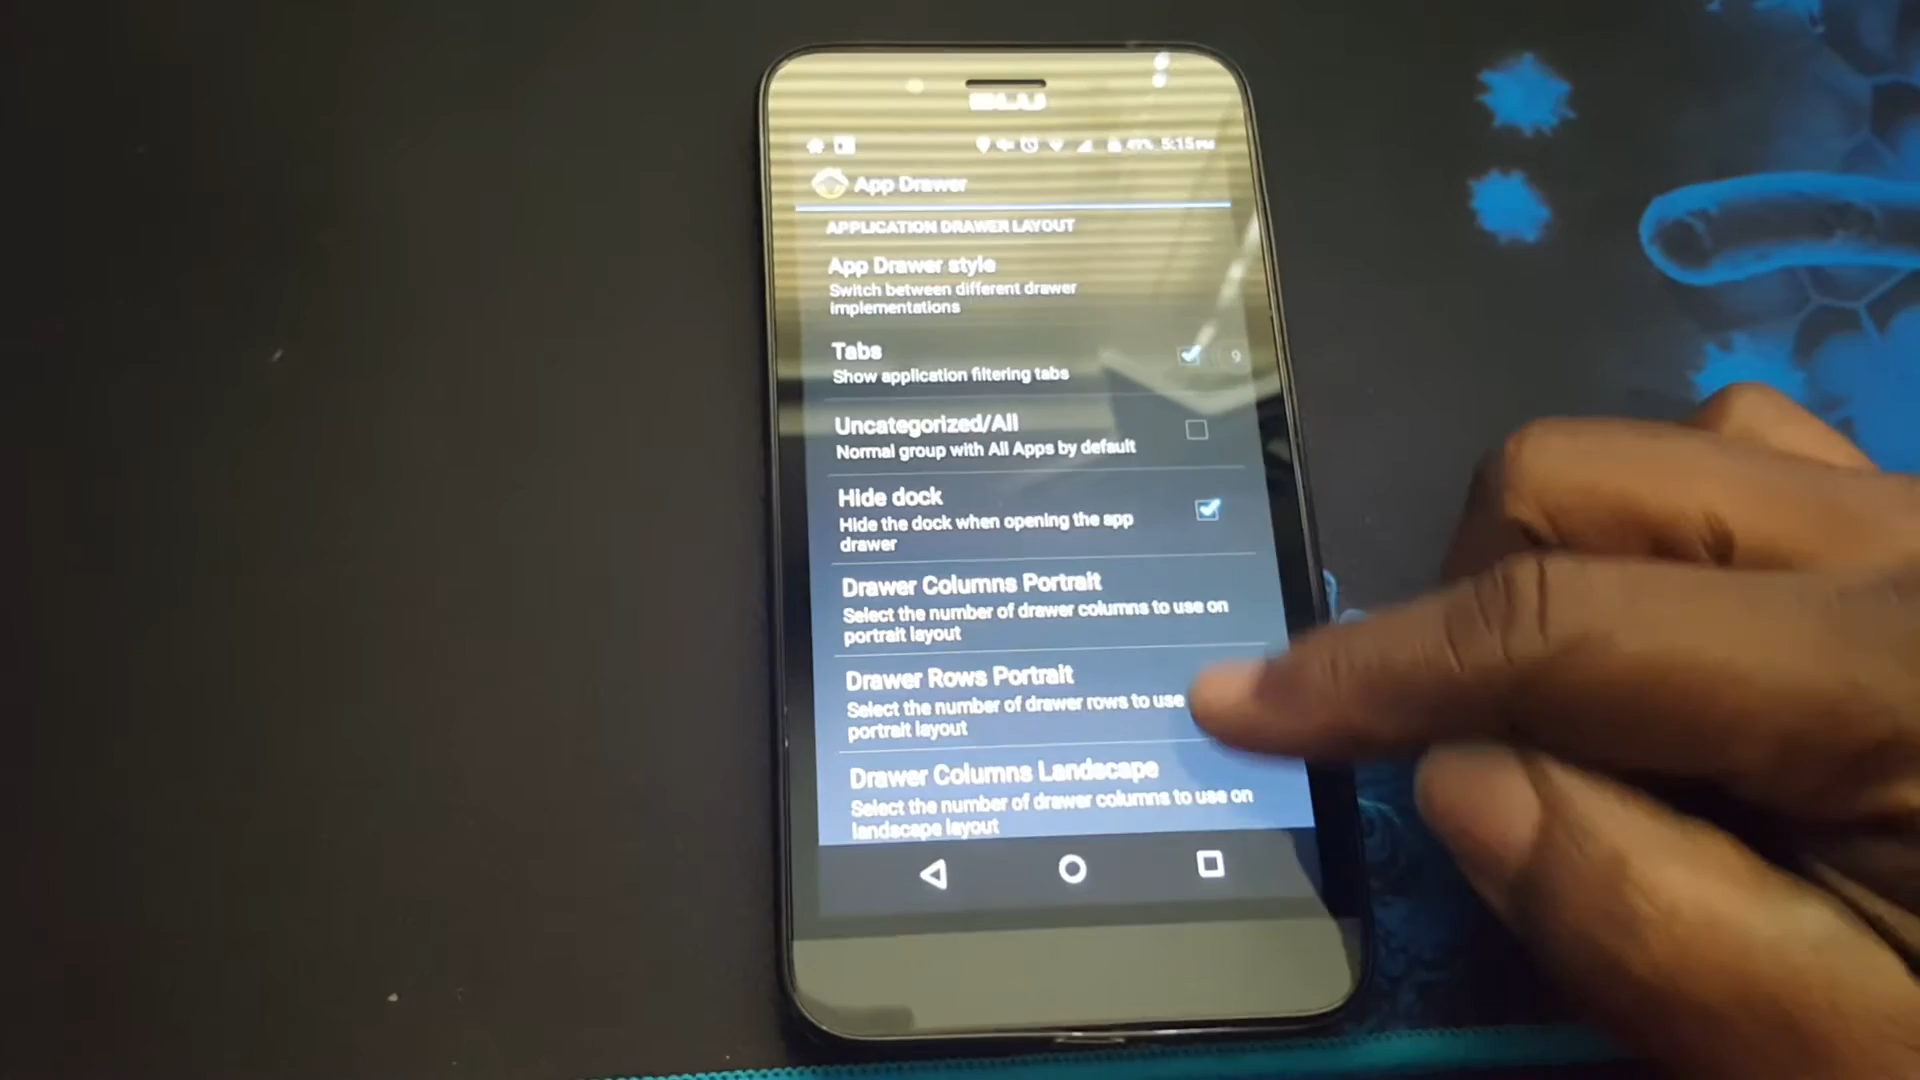 49% 5:15 PM
App Drawer
APPLICATION DRAWER LAYOUT
App Drawer style
Switch between different drawer
implementations
Tabs
Show application filtering tabs
Uncategorized/All
Normal group with All Apps by default
Hide dock
Hide the dock when opening the app
drawer
Drawer Columns Portrait
Select the number of drawer columns to use on
portrait layout
Drawer Rows Portrait
Select the number of drawer rows to use
portrait layout
Drawer Columns Landscape
Select the number of drawer columns to use on
landscape layout